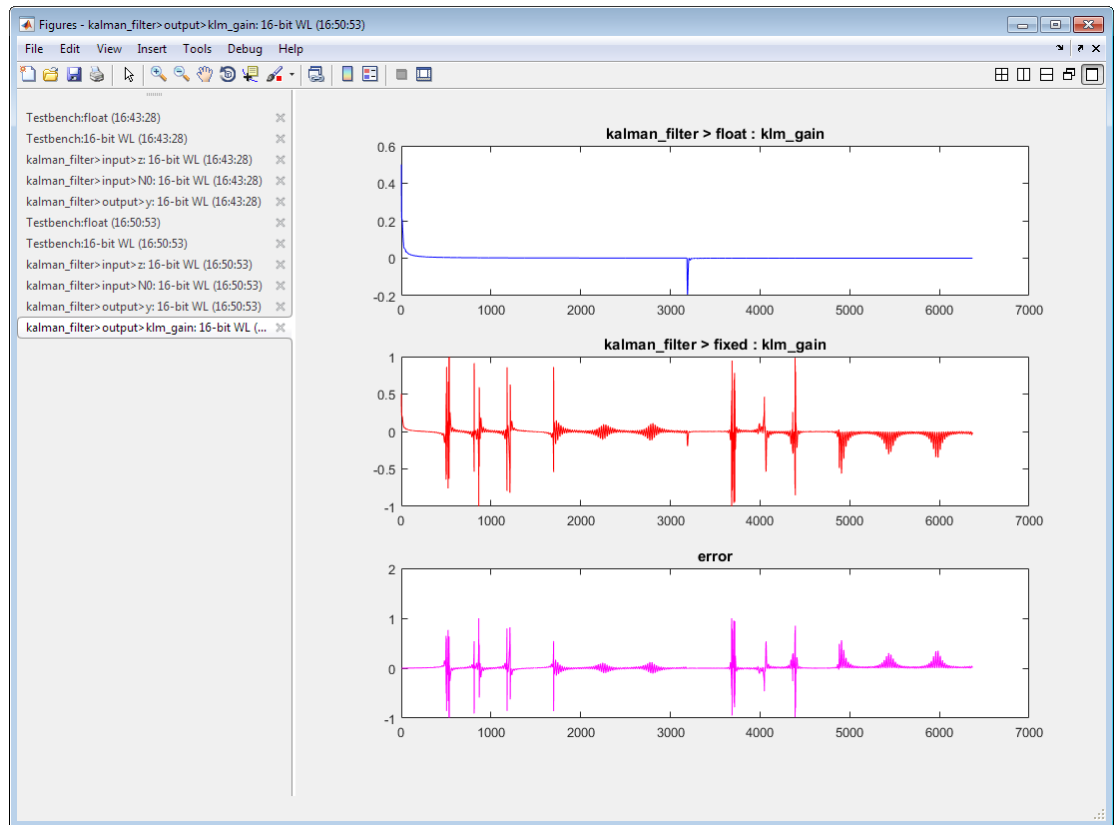 Figures - kalman_filter>output>klm_gain: 16-bit WL (16:50:53)
File Edit View Insert Tools Debug Help
Testbench:float (16:43:28)
Testbench:16-bit WL (16:43:28)
kalman_filter>input>z: 16-bit WL (16:43:28)
kalman_filter>input>N0: 16-bit WL (16:43:28)
kalman_filter>output>y: 16-bit WL (16:43:28)
Testbench:float (16:50:53)
Testbench:16-bit WL (16:50:53)
kalman_filter>input>z: 16-bit WL (16:50:53)
kalman_filter>input>N0: 16-bit WL (16:50:53)
kalman_filter>output>y: 16-bit WL (16:50:53)
kalman_filter>output>klm_gain: 16-bit WL (...
kalman_filter > float : klm_gain
0.6
0.4
0.2
0
-0.2
0 1000 2000 3000 4000 5000 6000 7000
kalman_filter > fixed : klm_gain
1
0.5
0
-0.5
-1
0 1000 2000 3000 4000 5000 6000 7000
error
2
1
0
-1
0 1000 2000 3000 4000 5000 6000 7000